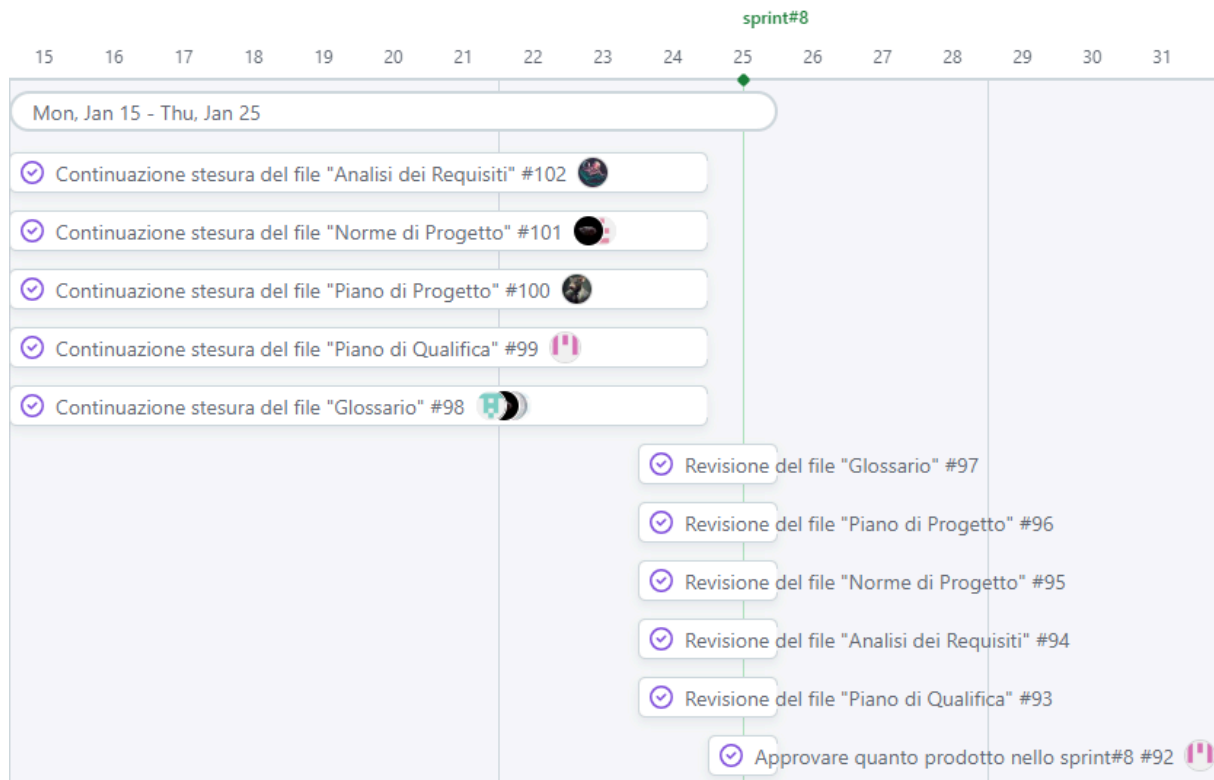 sprint#8
15 16 17 18 19 20 21 22 23 24 25 26 27 28 29 30 31
Mon, Jan 15 - Thu, Jan 25
Continuazione stesura del file "Analisi dei Requisiti" #102
Continuazione stesura del file "Norme di Progetto" #101
Continuazione stesura del file "Piano di Progetto" #100
Continuazione stesura del file "Piano di Qualifica" #99
Continuazione stesura del file "Glossario" #98
Revisione del file "Glossario" #97
Revisione del file "Piano di Progetto" #96
Revisione del file "Norme di Progetto" #95
Revisione del file "Analisi dei Requisiti" #94
Revisione del file "Piano di Qualifica" #93
Approvare quanto prodotto nello sprint#8 #92